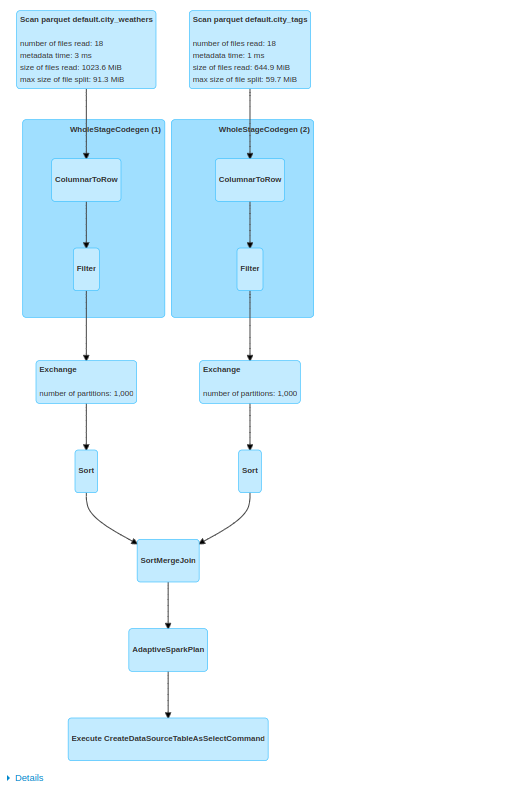 Scan parquet default.city_weathers
number of files read: 18
metadata time: 3 ms
size of files read: 1023.6 MiB
max size of file split: 91.3 MiB
Scan parquet default.city_tags
number of files read: 18
metadata time: 1 ms
size of files read: 644.9 MiB
max size of file split: 59.7 MiB
WholeStageCodegen (1)
WholeStageCodegen (2)
ColumnarToRow
ColumnarToRow
Filter
Filter
Exchange
number of partitions: 1,000
Exchange
number of partitions: 1,000
Sort
Sort
SortMergeJoin
AdaptiveSparkPlan
Execute CreateDataSourceTableAsSelectCommand
Details